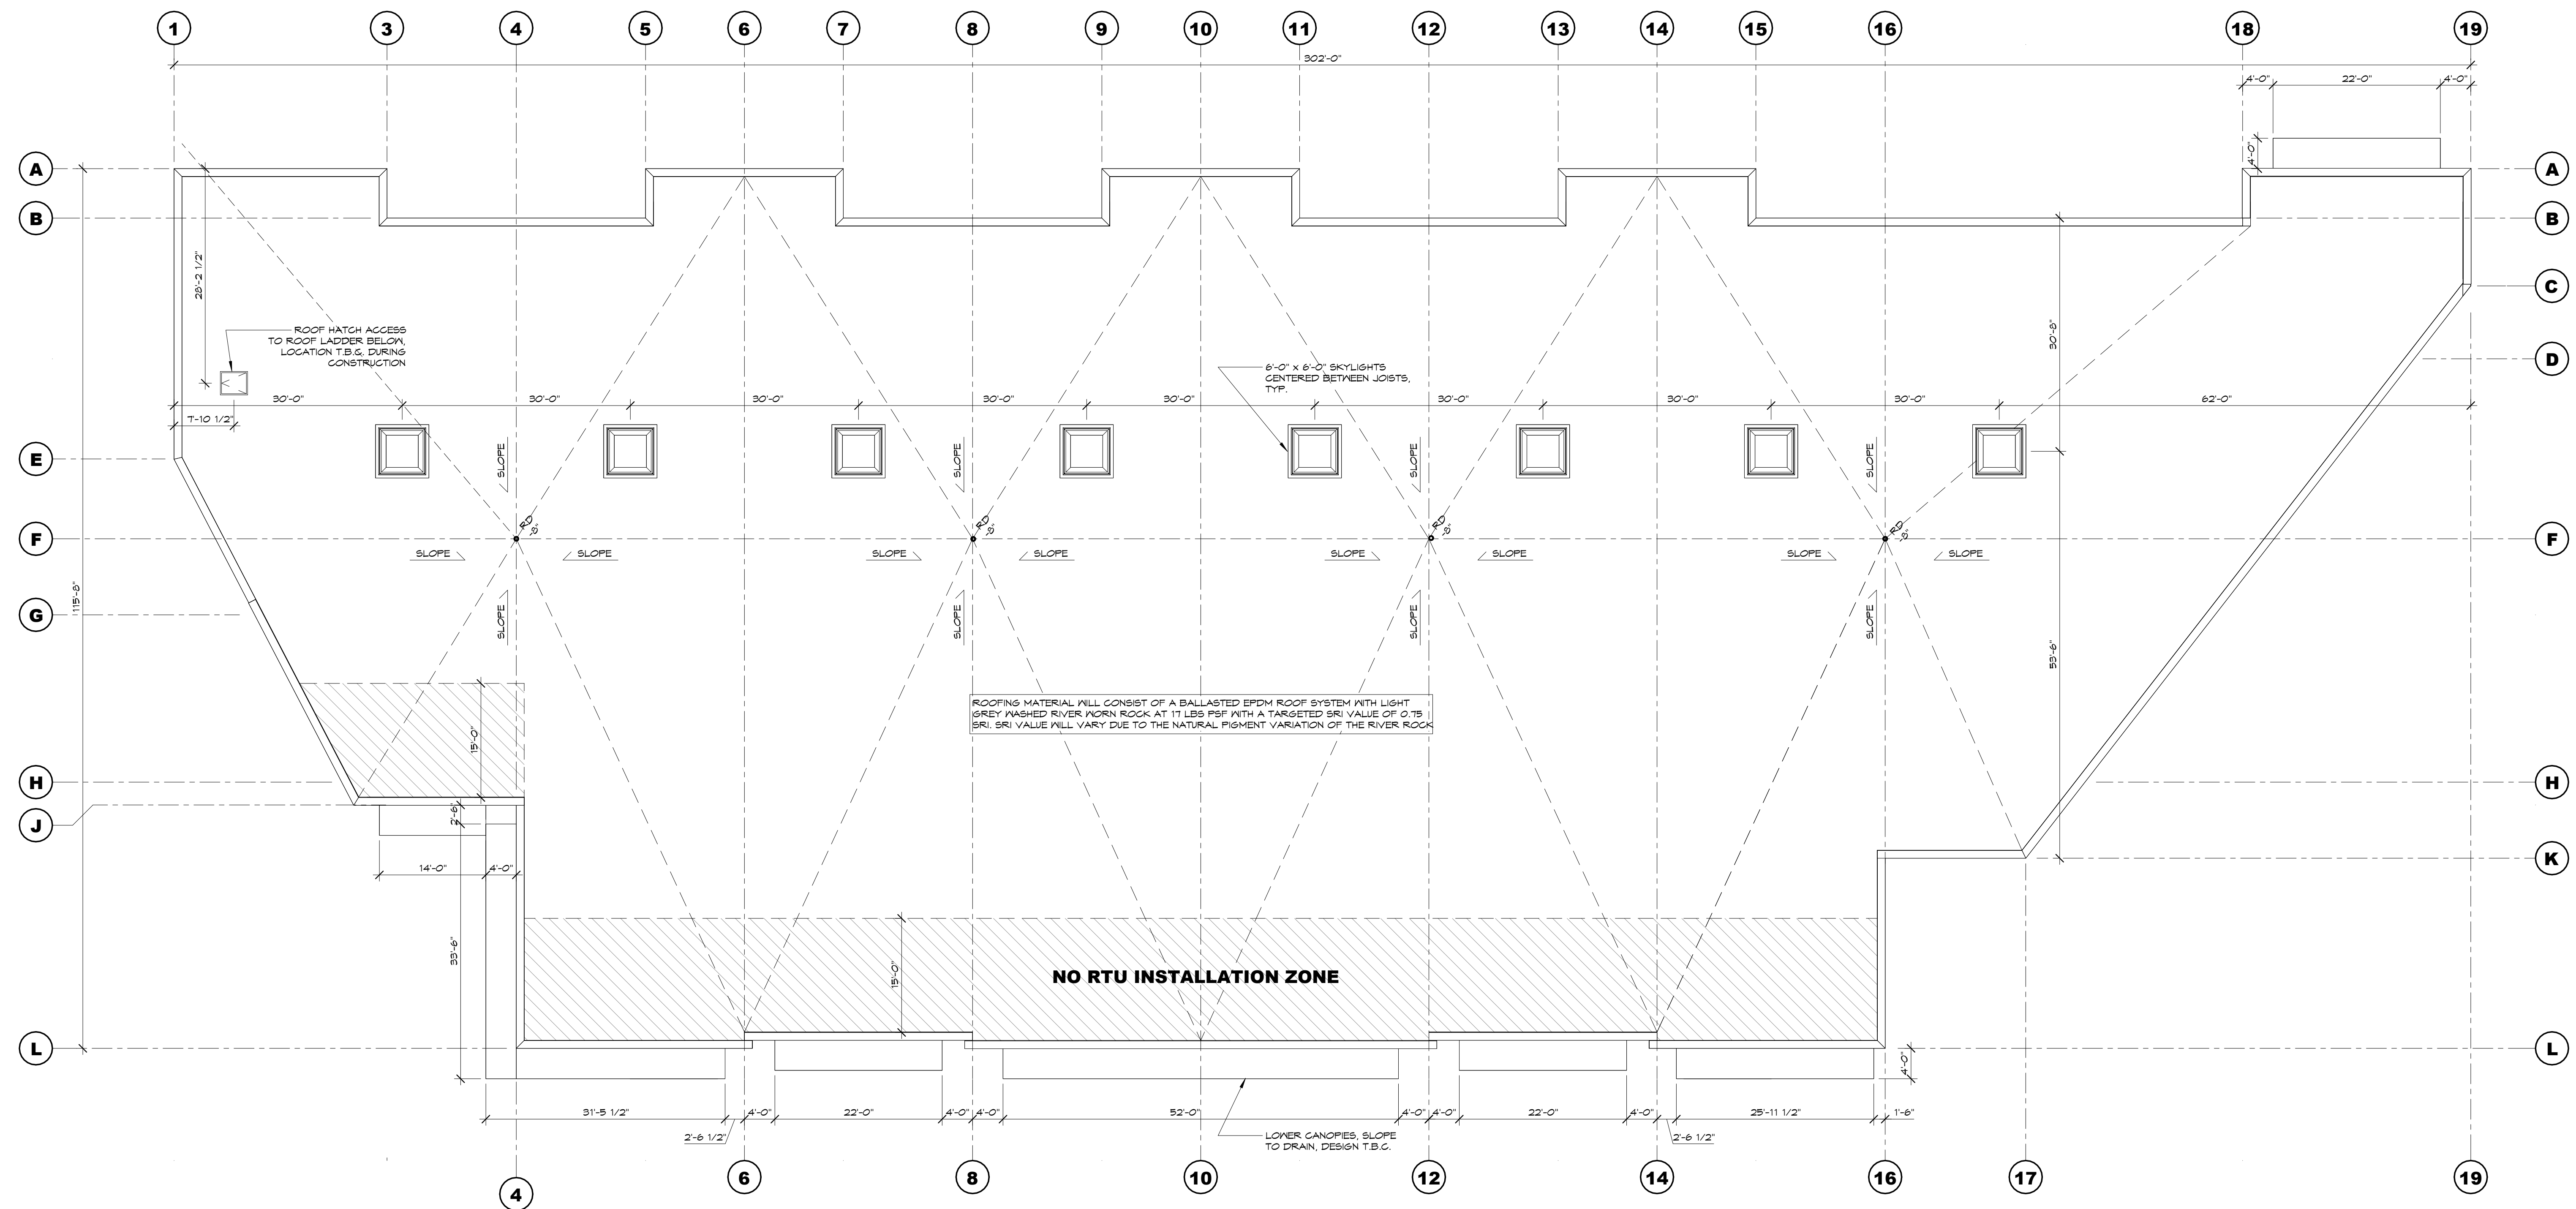 1 3 4 5 6 7 8 9 10 11 12 13 14 15 16 18 19
302'-0"
4'-0" 22'-0" 4'-0"
4'-0"
A A
B B
28'-2 1/2"
C
30'-8"
ROOF HATCH ACCESS
TO ROOF LADDER BELOW,
LOCATION T.B.C. DURING
CONSTRUCTION
D
6'-0" x 6'-0" SKYLIGHTS
CENTERED BETWEEN JOISTS,
TYP.
30'-0" 30'-0" 30'-0" 30'-0" 30'-0" 30'-0" 30'-0" 30'-0" 62'-0"
7'-10 1/2"
E
SLOPE SLOPE SLOPE SLOPE
RD RD RD RD
-8" -8" -8" -8"
F F
SLOPE SLOPE SLOPE SLOPE SLOPE SLOPE SLOPE SLOPE
115'-8"
G
SLOPE SLOPE SLOPE SLOPE
53'-6"
ROOFING MATERIAL WILL CONSIST OF A BALLASTED EPDM ROOF SYSTEM WITH LIGHT
GREY WASHED RIVER WORN ROCK AT 17 LBS PSF WITH A TARGETED SRI VALUE OF 0.75
SRI. SRI VALUE WILL VARY DUE TO THE NATURAL PIGMENT VARIATION OF THE RIVER ROCK
15'-0"
H H
2'-6"
J
K
14'-0" 4'-0"
33'-6"
15'-0"
NO RTU INSTALLATION ZONE
L L
4'-0"
31'-5 1/2" 4'-0" 22'-0" 4'-0" 4'-0" 52'-0" 4'-0" 4'-0" 22'-0" 4'-0" 25'-11 1/2" 1'-6"
2'-6 1/2" 2'-6 1/2"
LOWER CANOPIES, SLOPE
TO DRAIN, DESIGN T.B.C.
4 6 8 10 12 14 16 17 19